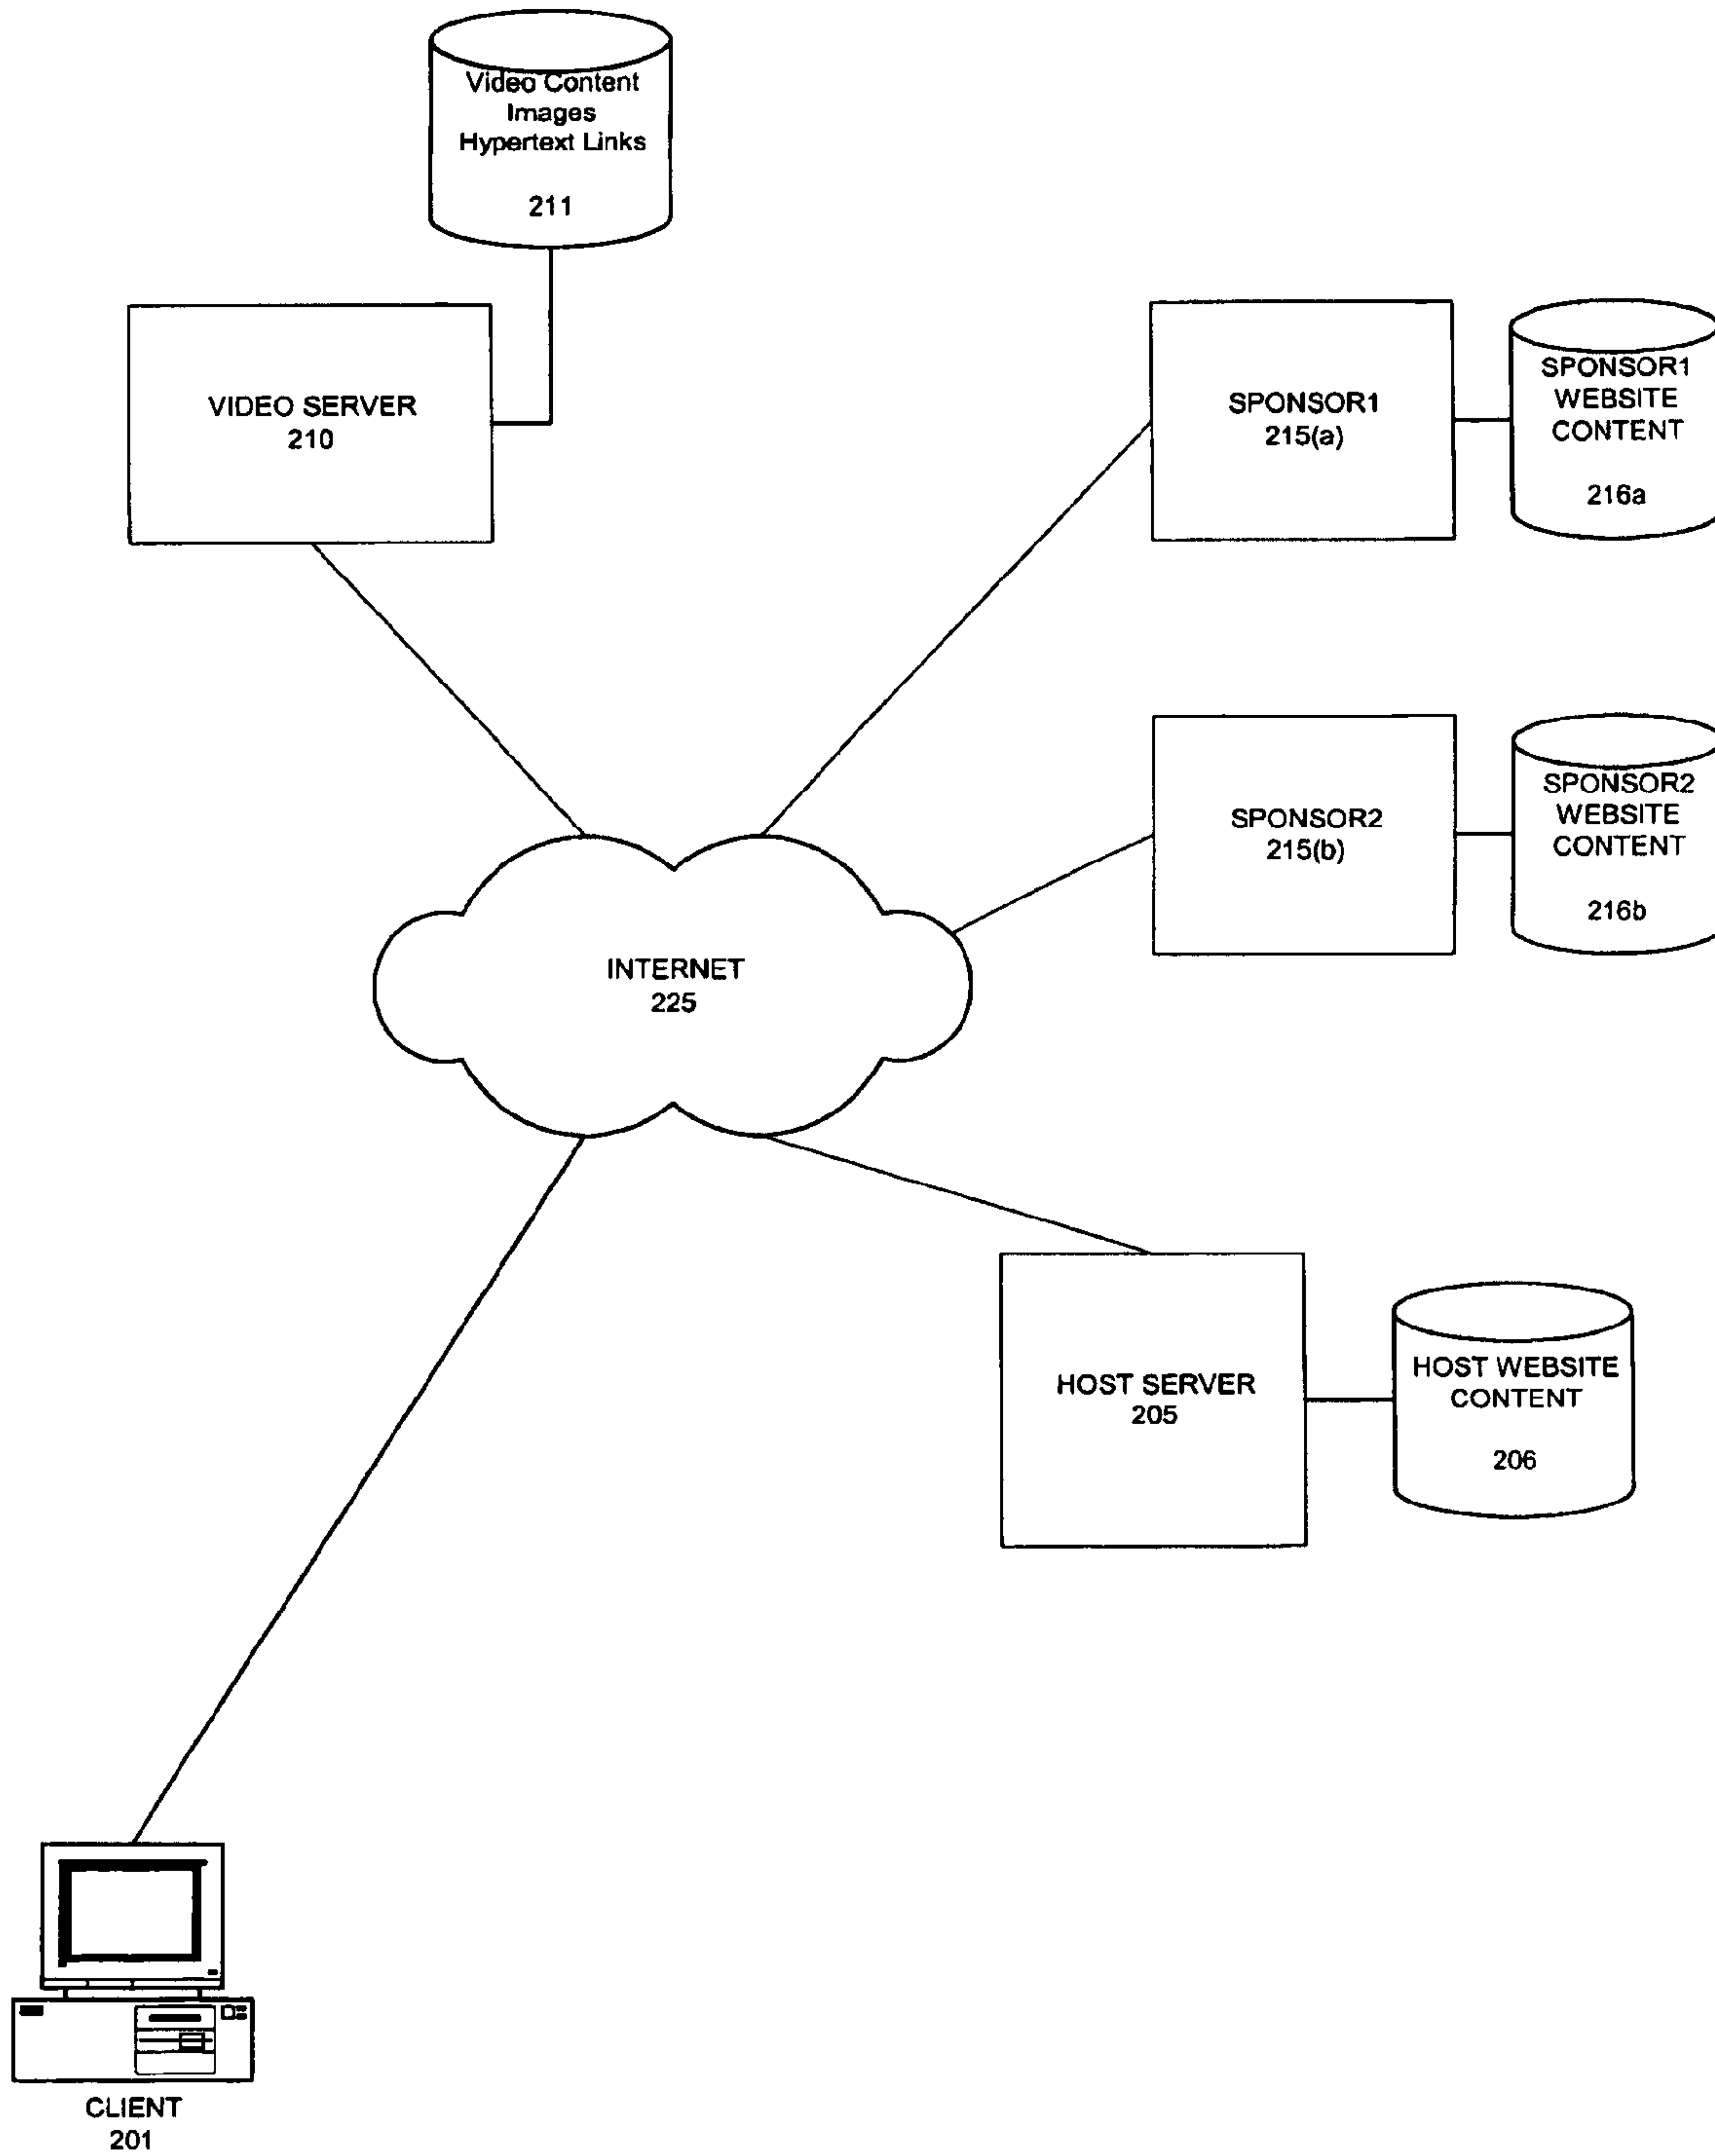 Video Content
Images
Hypertext Links
211
VIDEO SERVER
210
SPONSOR1
215(a)
SPONSOR1
WEBSITE
CONTENT
216a
SPONSOR2
215(b)
SPONSOR2
WEBSITE
CONTENT
216b
INTERNET
225
HOST SERVER
205
HOST WEBSITE
CONTENT
206
CLIENT
201